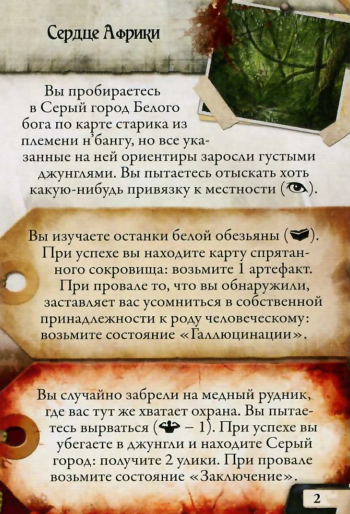 Сердце Африки
Вы пробираетесь
в Серый город Белого
бога по карте старика из
племени н'бангу, но все ука-
занные на ней ориентиры заросли густыми
джунглями. Вы пытаетесь отыскать хоть
какую-нибудь привязку к местности ( ).
Вы изучаете останки белой обезьяны ( ).
При успехе вы находите карту спрятан-
ного сокровища: возьмите 1 артефакт.
При провале то, что вы обнаружили,
заставляет вас усомниться в собственной
принадлежности к роду человеческому:
возьмите состояние «Галлюцинации».
Вы случайно забрели на медный рудник,
где вас тут же хватает охрана. Вы пыта-
етесь вырваться ( – 1). При успехе вы
убегаете в джунгли и находите Серый
город: получите 2 улики. При провале
возьмите состояние «Заключение».
2